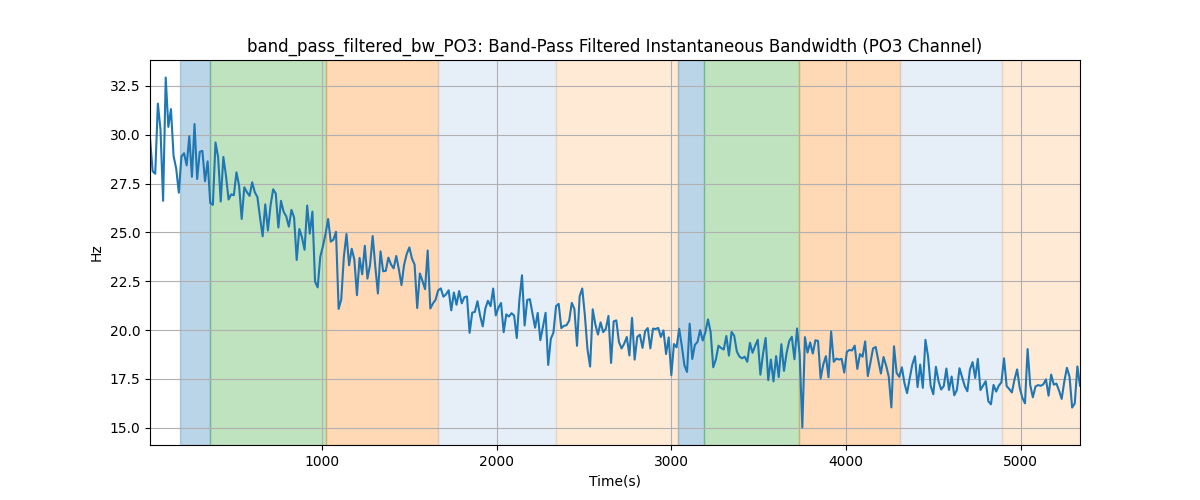 band_pass_filtered_bw_PO3: Band-Pass Filtered Instantaneous Bandwidth (PO3 Channel)
32.5
30.0
27.5
25.0
22.5
20.0
17.5
15.0
Hz
1000 2000 3000 4000 5000
Time(s)